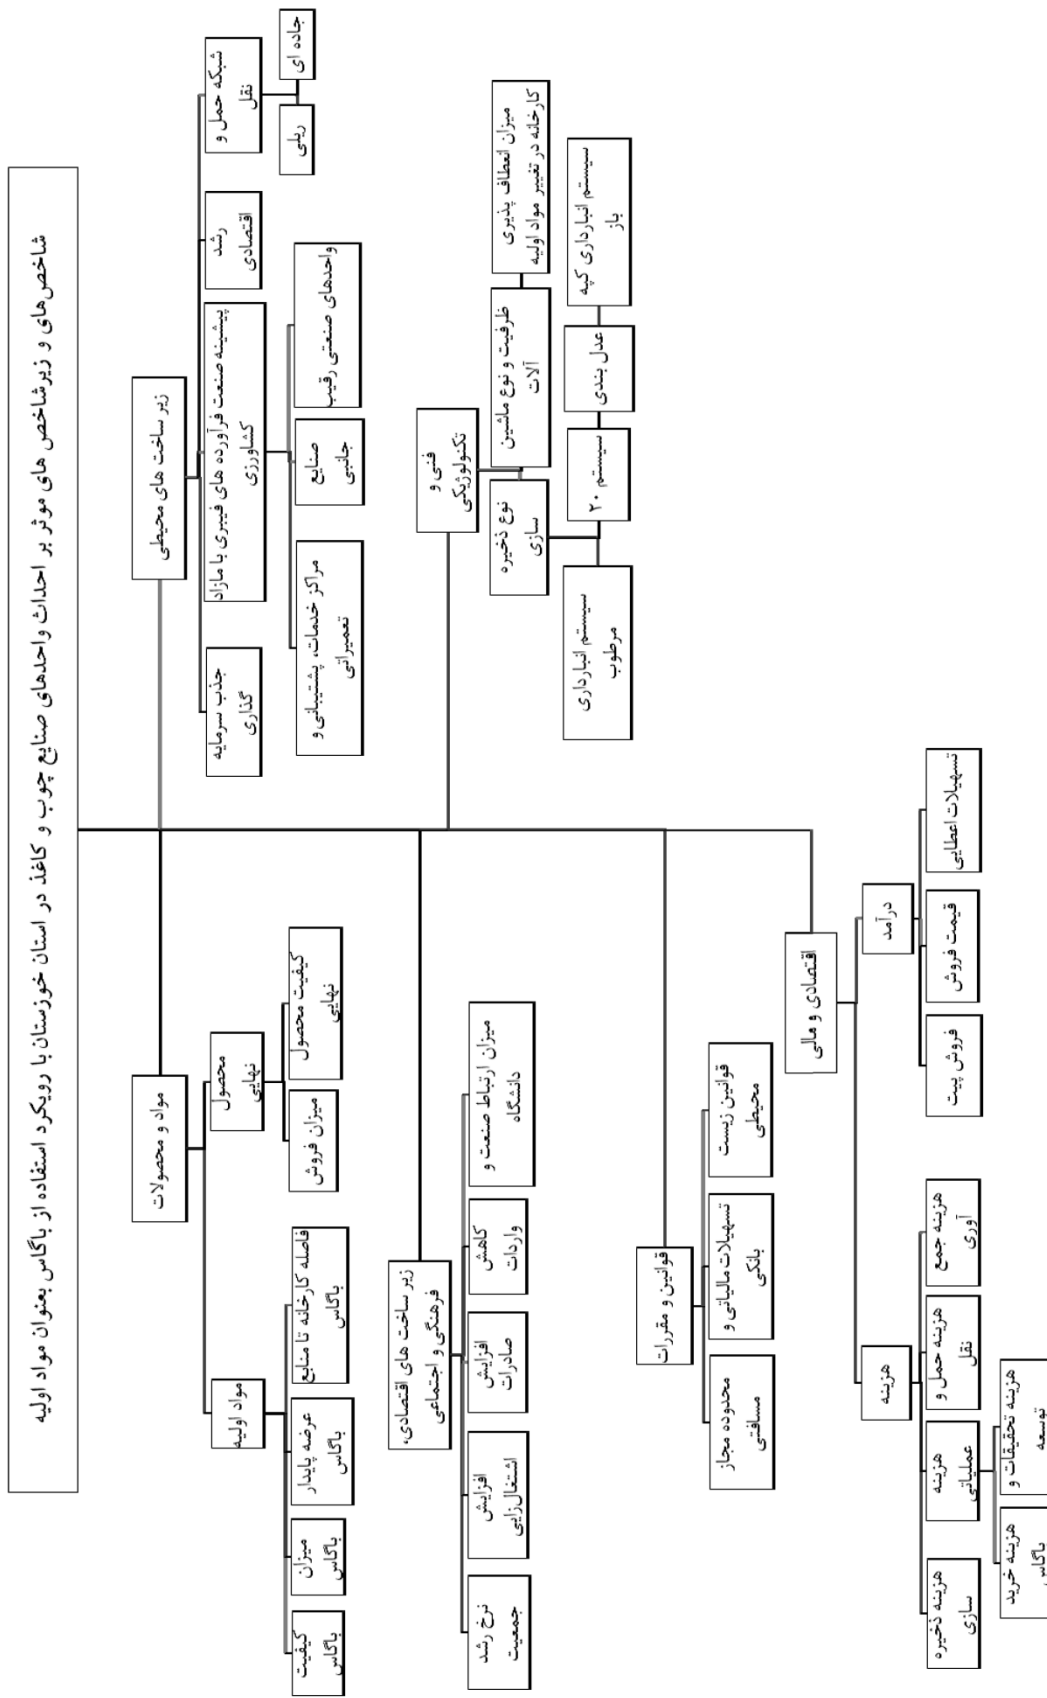 شاخص‌های و زیرشاخص های موثر بر احداث واحدهای صنایع چوب و کاغذ در استان خوزستان با رویکرد استفاده از باگاس بعنوان مواد اولیه
زیر ساخت های محیطی
شبکه حمل و
نقل
جاده ای
ریلی
رشد
اقتصادی
پیشینه صنعت فرآورده های فیبری با مازاد
کشاورزی
واحدهای صنعتی رقیب
صنایع
جانبی
مراکز خدمات، پشتیبانی و
تعمیراتی
جذب سرمایه
گذاری
مواد و محصولات
محصول
نهایی
کیفیت محصول
نهایی
میزان فروش
مواد اولیه
فاصله کارخانه تا منابع
باگاس
عرضه پایدار
باگاس
میزان
باگاس
کیفیت
باگاس
فنی و
تکنولوژیکی
میزان انعطاف پذیری
کارخانه در تغییر مواد اولیه
ظرفیت و نوع ماشین
آلات
نوع ذخیره
سازی
سیستم انبارداری کپه
باز
عدل بندی
سیستم ۲۰
سیستم انبارداری
مرطوب
زیر ساخت های اقتصادی،
فرهنگی و اجتماعی
میزان ارتباط صنعت و
دانشگاه
کاهش
واردات
افزایش
صادرات
افزایش
اشتغال‌زایی
نرخ رشد
جمعیت
قوانین و مقررات
قوانین زیست
محیطی
تسهیلات مالیاتی و
بانکی
محدوده مجاز
مسافتی
اقتصادی و مالی
درآمد
تسهیلات اعطایی
قیمت فروش
فروش پیت
هزینه
هزینه جمع
آوری
هزینه حمل و
نقل
هزینه
عملیاتی
هزینه ذخیره
سازی
هزینه تحقیقات و
توسعه
هزینه خرید
باگاس